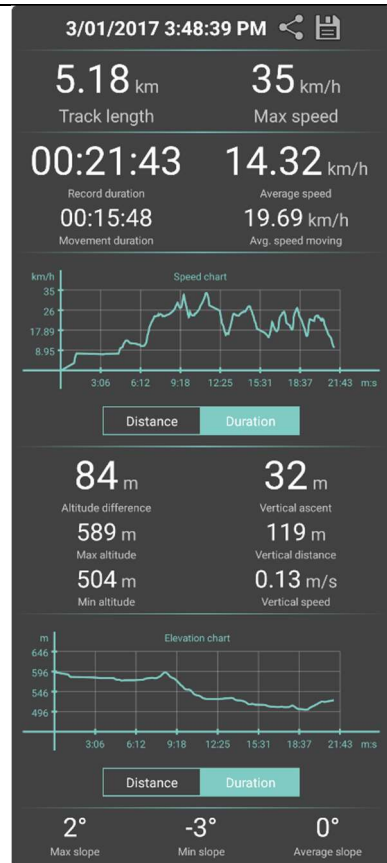 3/01/2017 3:48:39 PM
5.18 km 35 km/h
Track length Max speed
00:21:43 14.32 km/h
Record duration Average speed
00:15:48 19.69 km/h
Movement duration Avg. speed moving
km/h Speed chart
35
26
17.89
8.95
3:06 6:12 9:18 12:25 15:31 18:37 21:43 m:s
Distance Duration
84 m 32 m
Altitude difference Vertical ascent
589 m 119 m
Max altitude Vertical distance
504 m 0.13 m/s
Min altitude Vertical speed
m Elevation chart
646
596
546
496
3:06 6:12 9:18 12:25 15:31 18:37 21:43 m:s
Distance Duration
2° -3° 0°
Max slope Min slope Average slope